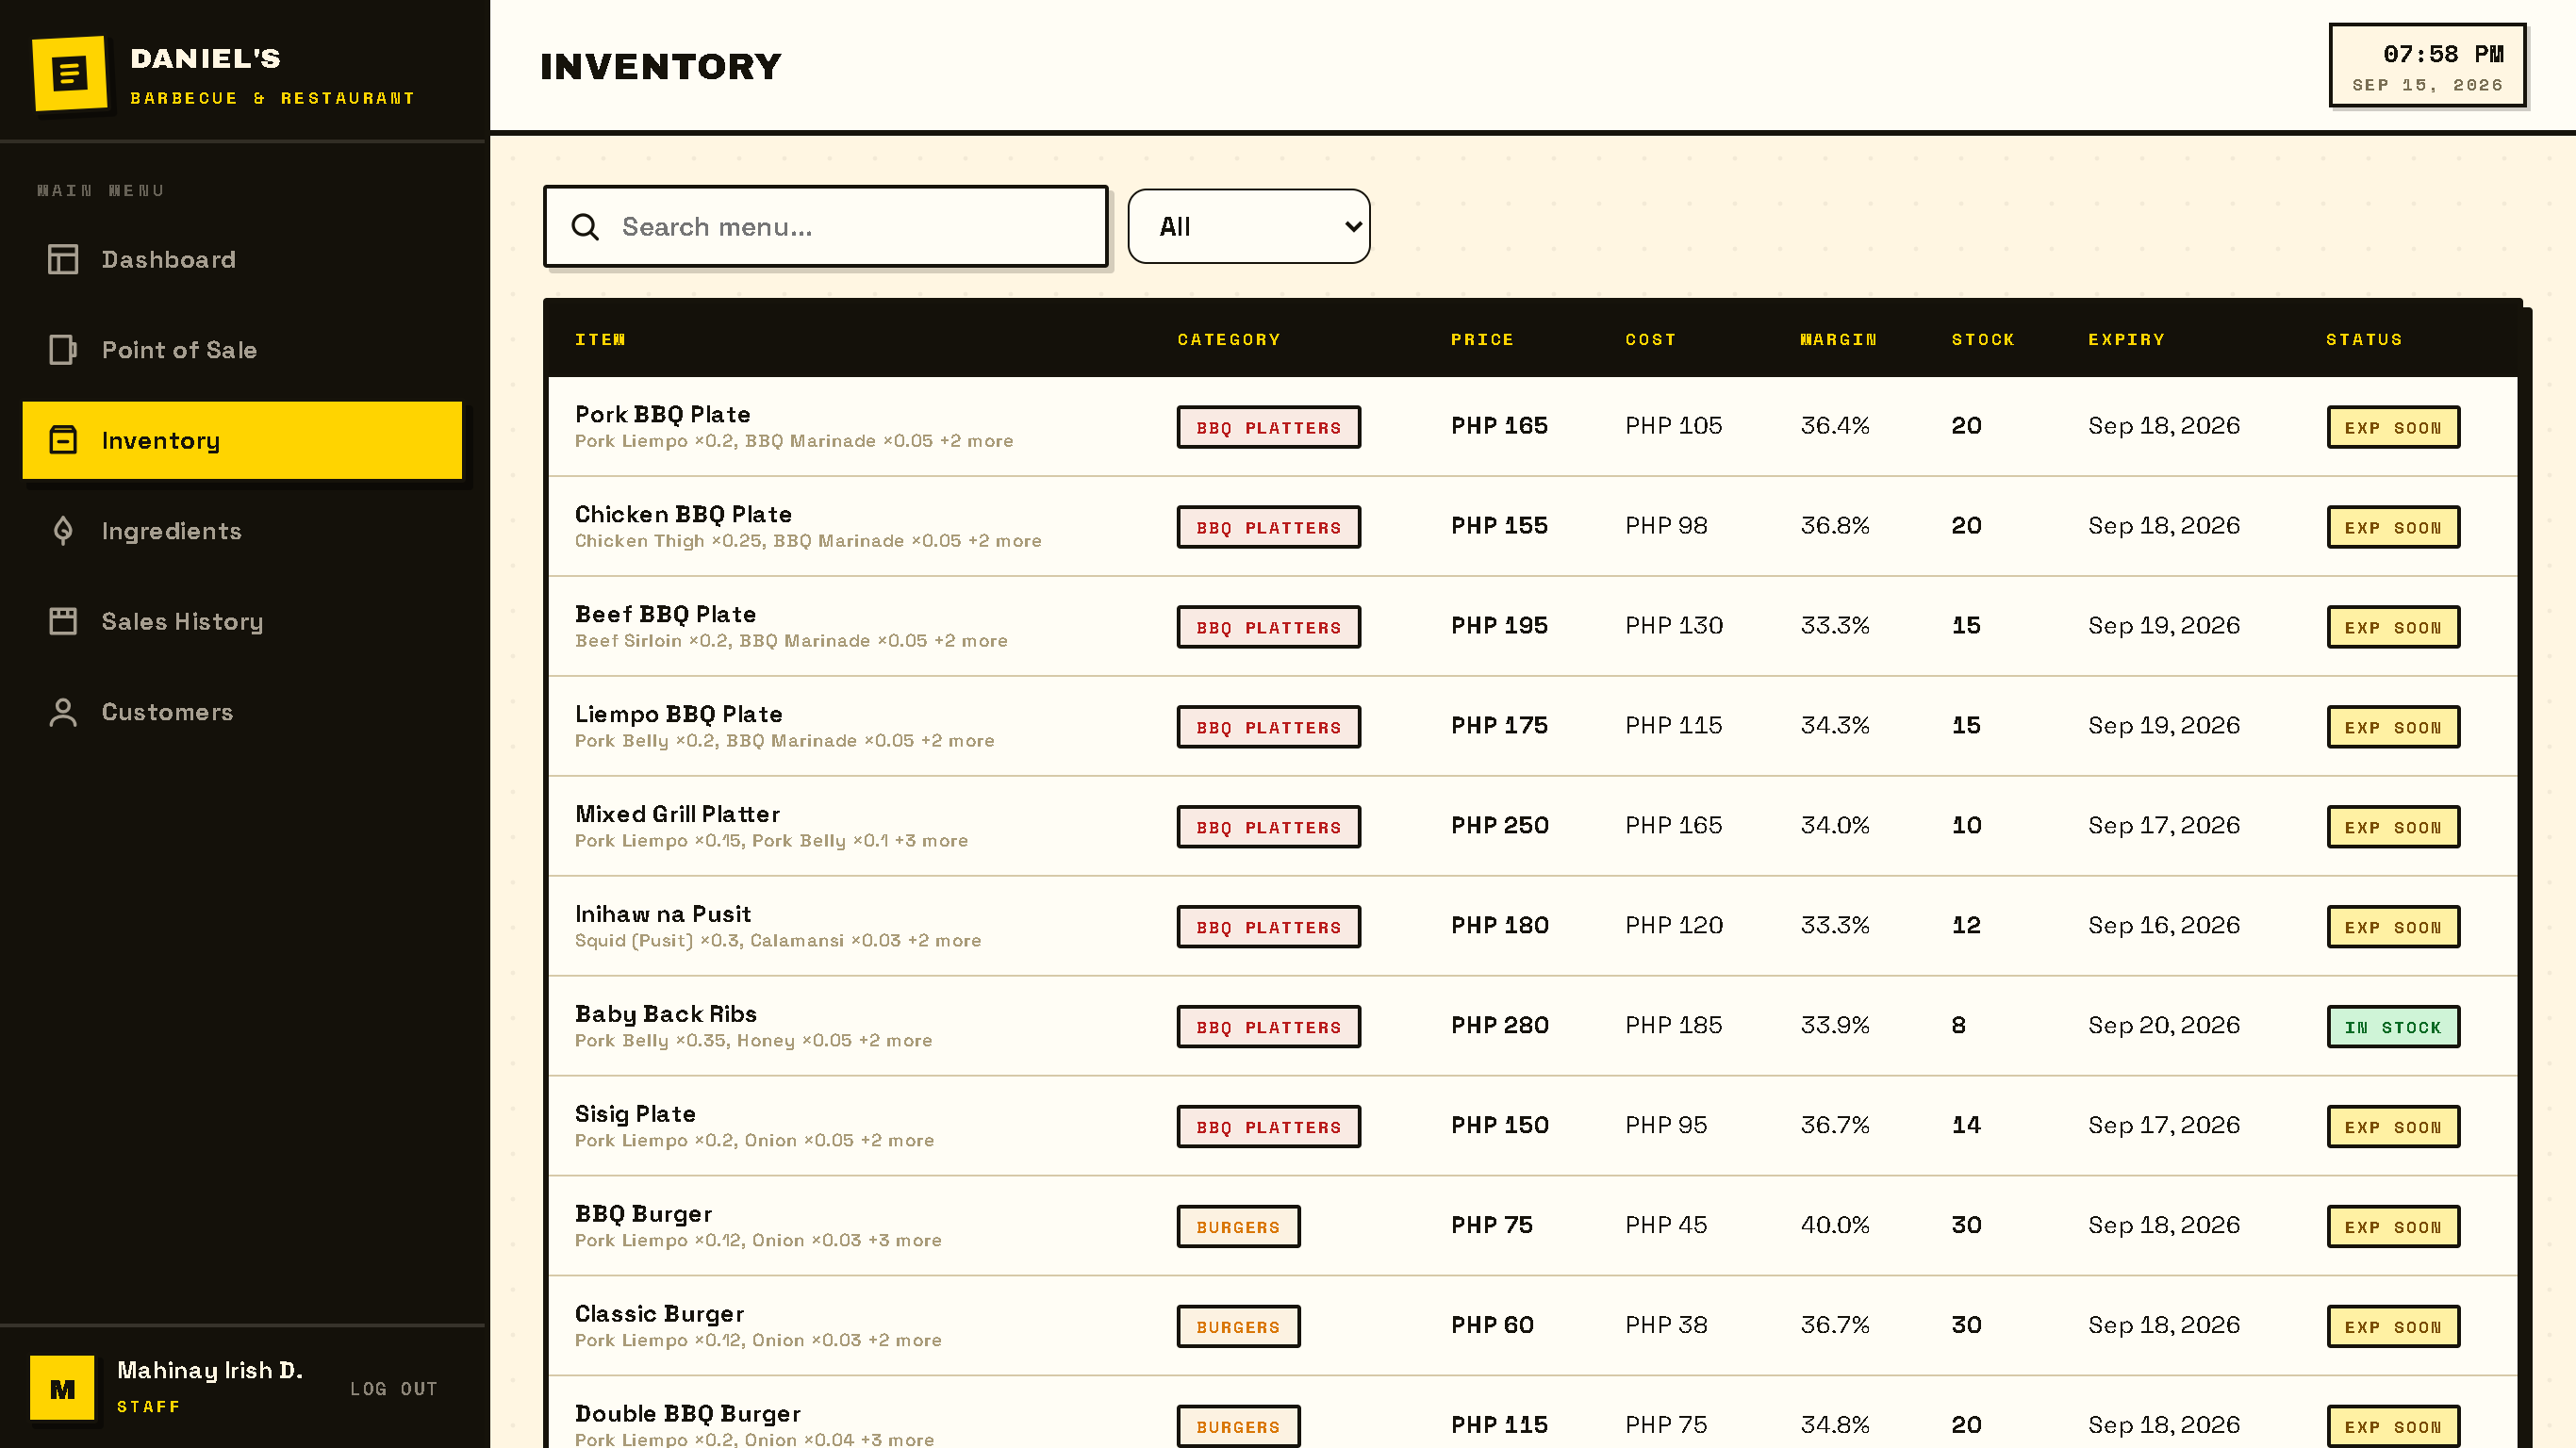 DANIEL'S
BARBECUE & RESTAURANT
MAIN MENU
Dashboard
Point of Sale
Inventory
Ingredients
Sales History
Customers
M
Mahinay Irish D.
STAFF
LOG OUT
INVENTORY
07:58 PM
SEP 15, 2026
Search menu...
All
ITEM CATEGORY PRICE COST MARGIN STOCK EXPIRY STATUS
Pork BBQ Plate
Pork Liempo ×0.2, BBQ Marinade ×0.05 +2 more
BBQ PLATTERS PHP 165 PHP 105 36.4% 20 Sep 18, 2026 EXP SOON
Chicken BBQ Plate
Chicken Thigh ×0.25, BBQ Marinade ×0.05 +2 more
BBQ PLATTERS PHP 155 PHP 98 36.8% 20 Sep 18, 2026 EXP SOON
Beef BBQ Plate
Beef Sirloin ×0.2, BBQ Marinade ×0.05 +2 more
BBQ PLATTERS PHP 195 PHP 130 33.3% 15 Sep 19, 2026 EXP SOON
Liempo BBQ Plate
Pork Belly ×0.2, BBQ Marinade ×0.05 +2 more
BBQ PLATTERS PHP 175 PHP 115 34.3% 15 Sep 19, 2026 EXP SOON
Mixed Grill Platter
Pork Liempo ×0.15, Pork Belly ×0.1 +3 more
BBQ PLATTERS PHP 250 PHP 165 34.0% 10 Sep 17, 2026 EXP SOON
Inihaw na Pusit
Squid (Pusit) ×0.3, Calamansi ×0.03 +2 more
BBQ PLATTERS PHP 180 PHP 120 33.3% 12 Sep 16, 2026 EXP SOON
Baby Back Ribs
Pork Belly ×0.35, Honey ×0.05 +2 more
BBQ PLATTERS PHP 280 PHP 185 33.9% 8 Sep 20, 2026 IN STOCK
Sisig Plate
Pork Liempo ×0.2, Onion ×0.05 +2 more
BBQ PLATTERS PHP 150 PHP 95 36.7% 14 Sep 17, 2026 EXP SOON
BBQ Burger
Pork Liempo ×0.12, Onion ×0.03 +3 more
BURGERS PHP 75 PHP 45 40.0% 30 Sep 18, 2026 EXP SOON
Classic Burger
Pork Liempo ×0.12, Onion ×0.03 +2 more
BURGERS PHP 60 PHP 38 36.7% 30 Sep 18, 2026 EXP SOON
Double BBQ Burger
Pork Liempo ×0.2, Onion ×0.04 +3 more
BURGERS PHP 115 PHP 75 34.8% 20 Sep 18, 2026 EXP SOON